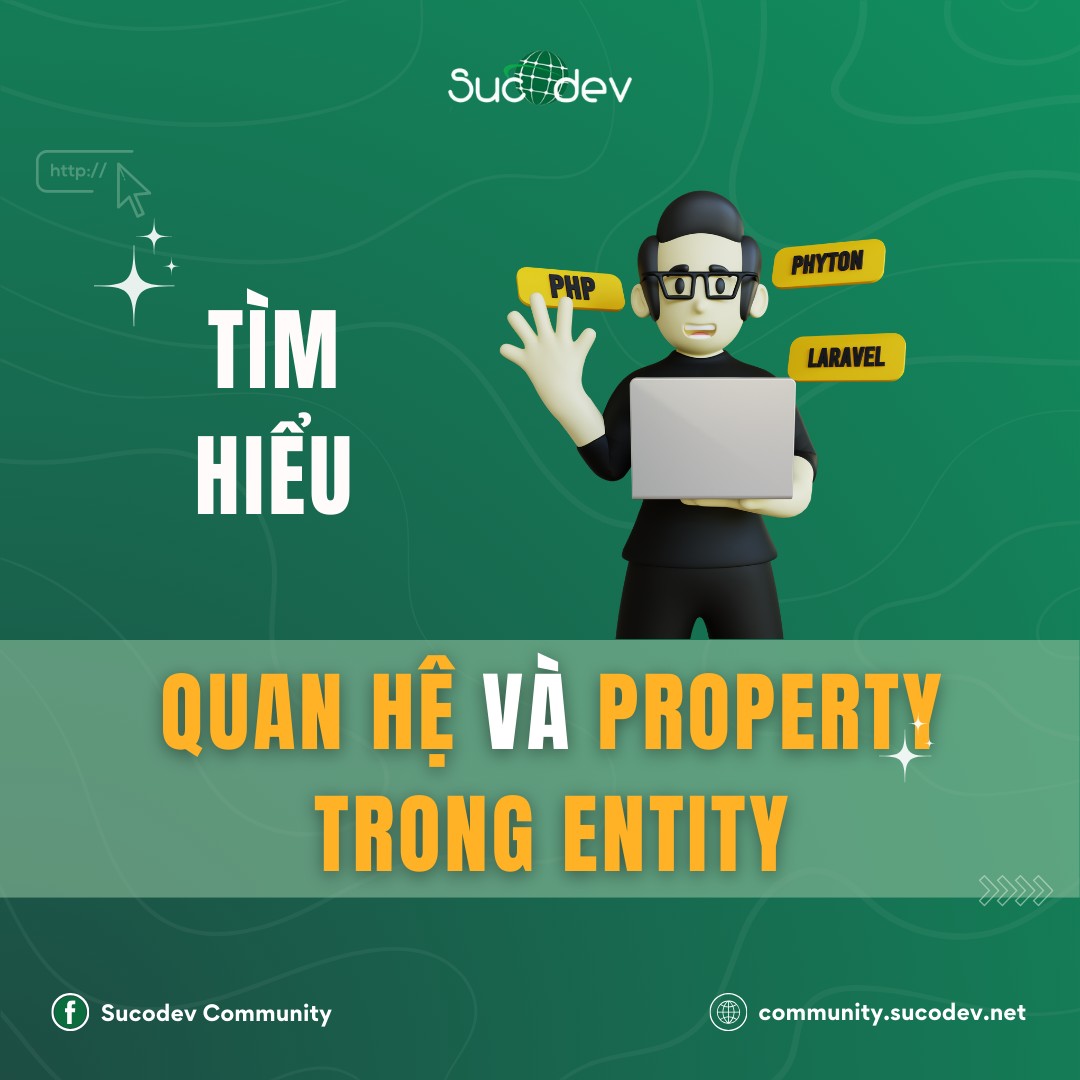 Sucodev
http://
PHP
PHYTON
LARAVEL
TÌM
HIỂU
QUAN HỆ VÀ PROPERTY
TRONG ENTITY
Sucodev Community
community.sucodev.net